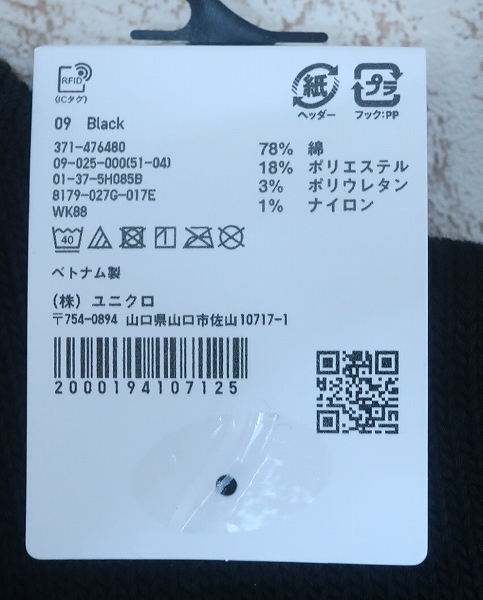 RFID
(ICタグ)
紙
ヘッダー
プラ
フック:PP
09 Black
371-476480
09-025-000(51-04)
01-37-5H085B
8179-027G-017E
WK88
78% 綿
18% ポリエステル
3% ポリウレタン
1% ナイロン
40
ベトナム製
(株) ユニクロ
〒754-0894 山口県山口市佐山10717-1
2000194107125